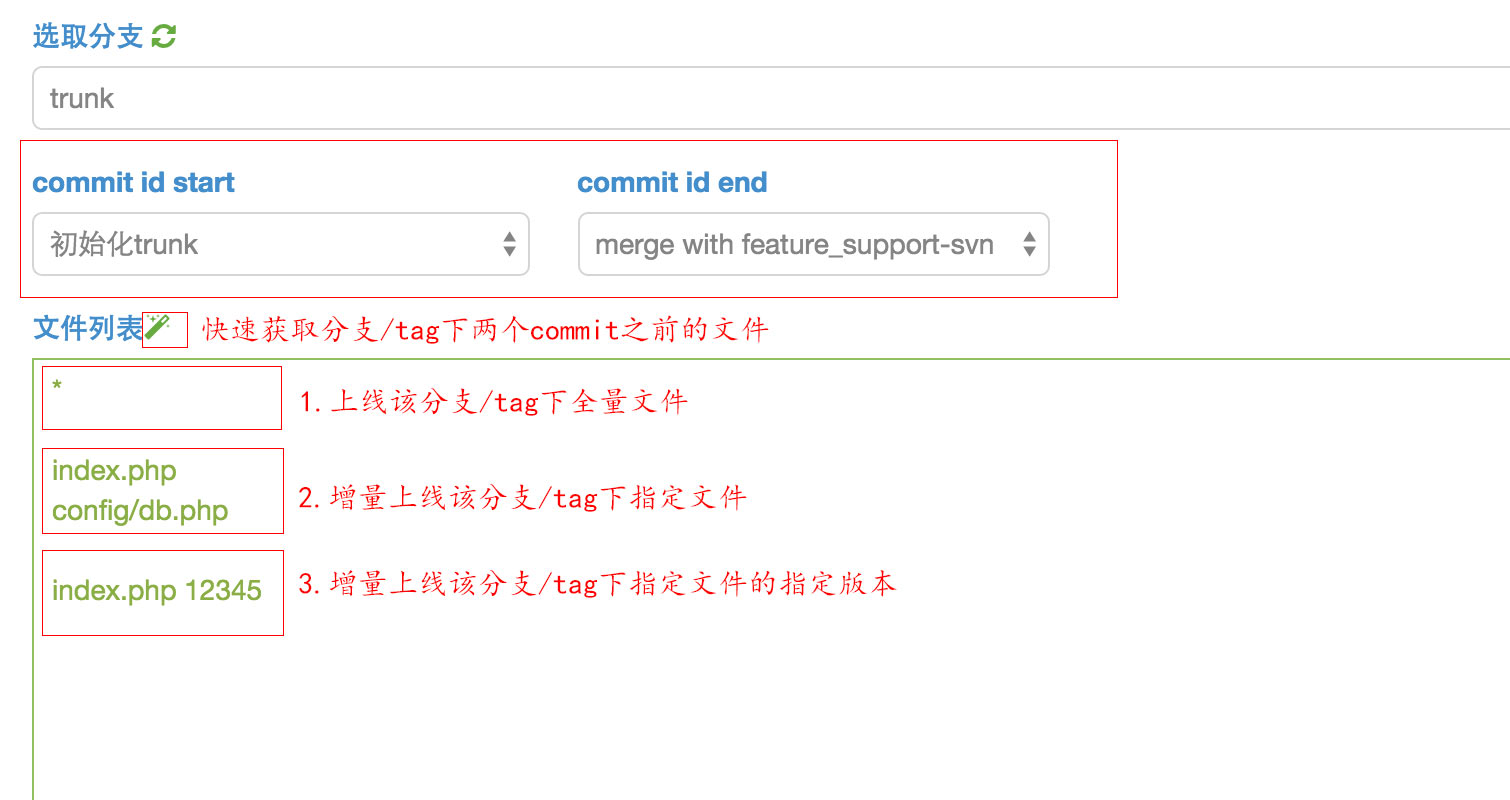 选取分支
trunk
commit id start
commit id end
初始化trunk
merge with feature_support-svn
文件列表 快速获取分支/tag下两个commit之前的文件
*
1.上线该分支/tag下全量文件
index.php
config/db.php
2.增量上线该分支/tag下指定文件
index.php 12345
3.增量上线该分支/tag下指定文件的指定版本